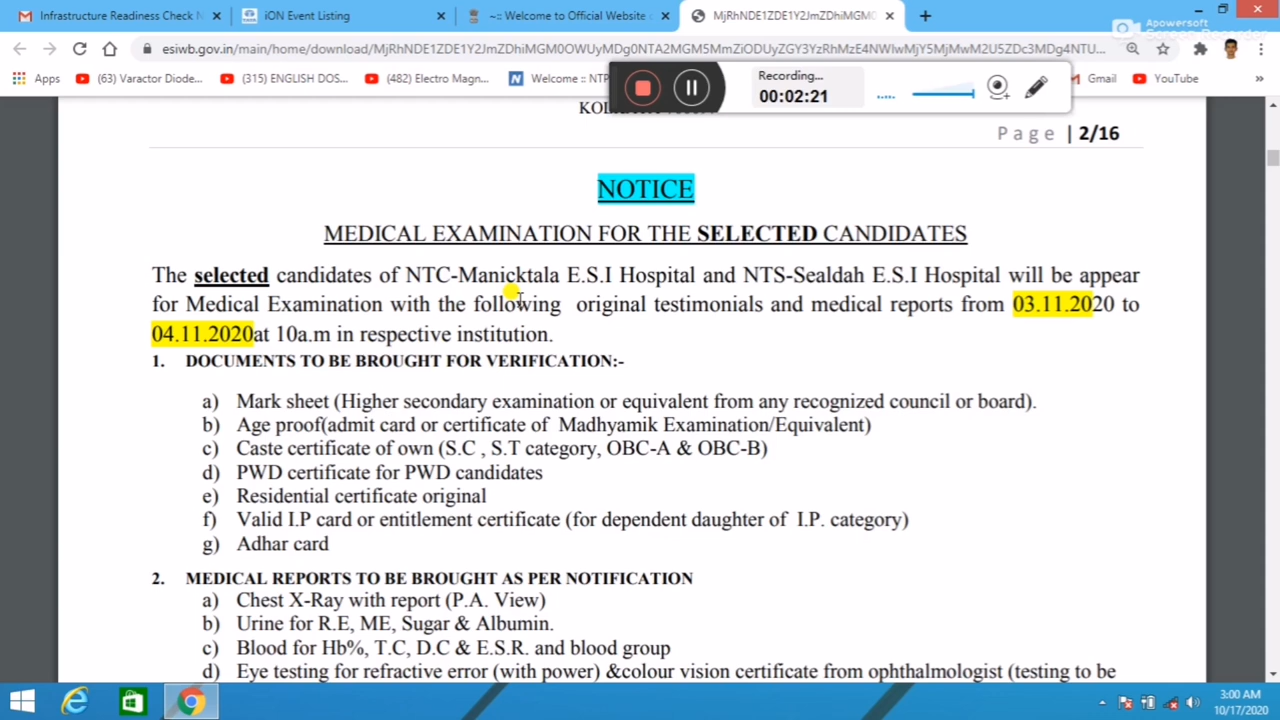 Infrastructure Readiness Check N
iON Event Listing
~:: Welcome to Official Website o
MjRhNDE1ZDE1Y2JmZDhiMGM0
Apowersoft
esiwb.gov.in/main/home/download/MjRhNDE1ZDE1Y2JmZDhiMGM0OWUyMDg0NTA2MGM5MmZiODUyZGY3YzRhMzE4NWIwMjY5MjMwM2U5ZDc3MDg4NTU...
Apps
(63) Varactor Diode...
(315) ENGLISH DOS...
(482) Electro Magn...
Welcome :: NTP
Gmail
YouTube
Recording...
00:02:21
Page | 2/16
NOTICE
MEDICAL EXAMINATION FOR THE SELECTED CANDIDATES
The selected candidates of NTC-Manicktala E.S.I Hospital and NTS-Sealdah E.S.I Hospital will be appear
for Medical Examination with the following original testimonials and medical reports from 03.11.2020 to
04.11.2020at 10a.m in respective institution.
1. DOCUMENTS TO BE BROUGHT FOR VERIFICATION:-
a) Mark sheet (Higher secondary examination or equivalent from any recognized council or board).
b) Age proof(admit card or certificate of Madhyamik Examination/Equivalent)
c) Caste certificate of own (S.C , S.T category, OBC-A & OBC-B)
d) PWD certificate for PWD candidates
e) Residential certificate original
f) Valid I.P card or entitlement certificate (for dependent daughter of I.P. category)
g) Adhar card
2. MEDICAL REPORTS TO BE BROUGHT AS PER NOTIFICATION
a) Chest X-Ray with report (P.A. View)
b) Urine for R.E, ME, Sugar & Albumin.
c) Blood for Hb%, T.C, D.C & E.S.R. and blood group
d) Eye testing for refractive error (with power) &colour vision certificate from ophthalmologist (testing to be
3:00 AM
10/17/2020